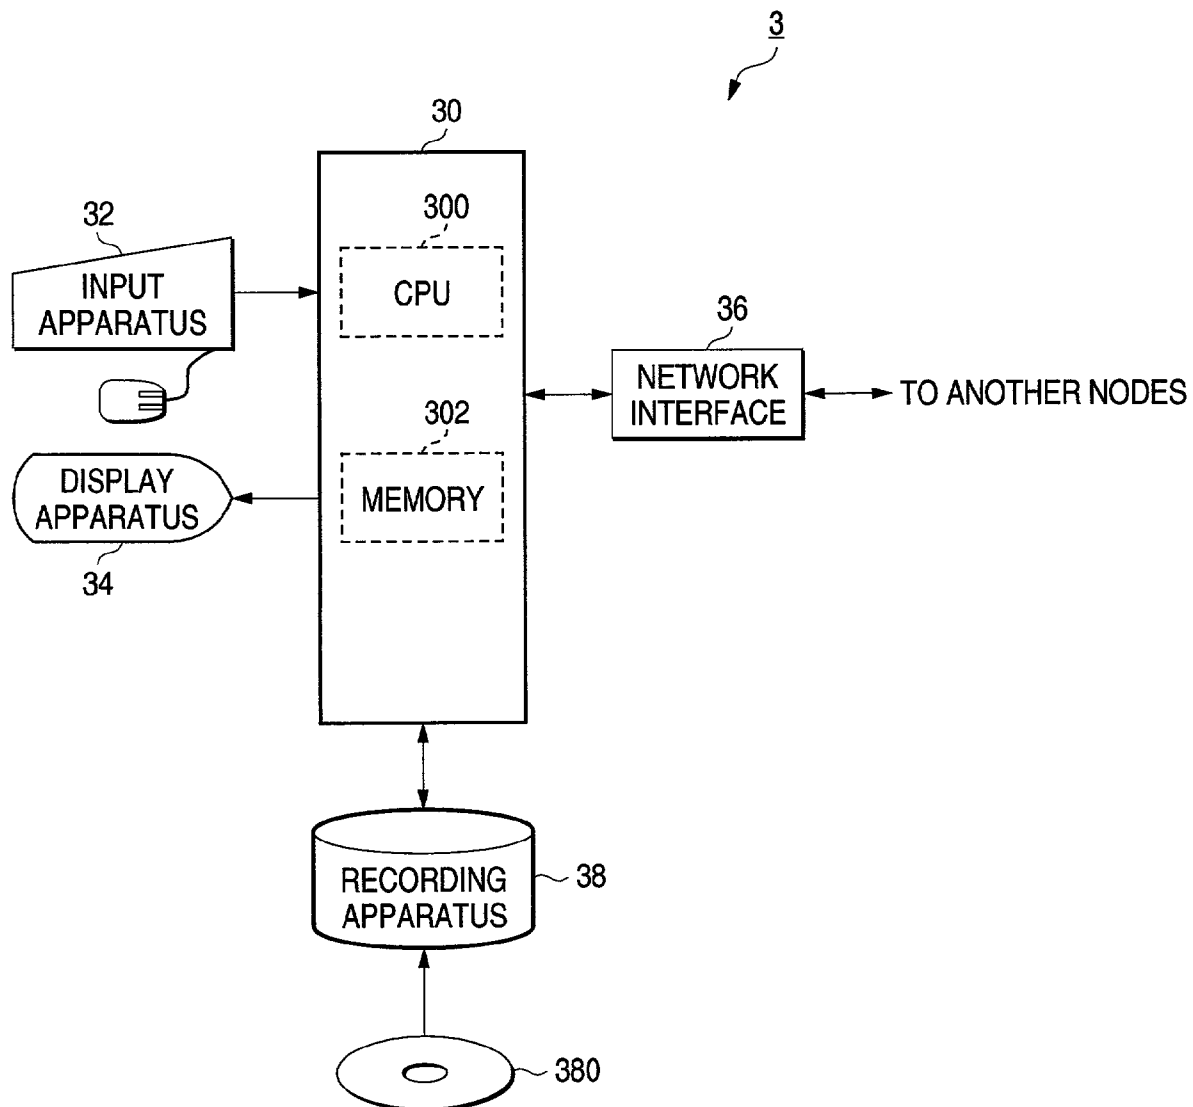 3
30
300
CPU
32
INPUT
APPARATUS
36
NETWORK
INTERFACE
TO ANOTHER NODES
302
MEMORY
DISPLAY
APPARATUS
34
RECORDING
APPARATUS
38
380